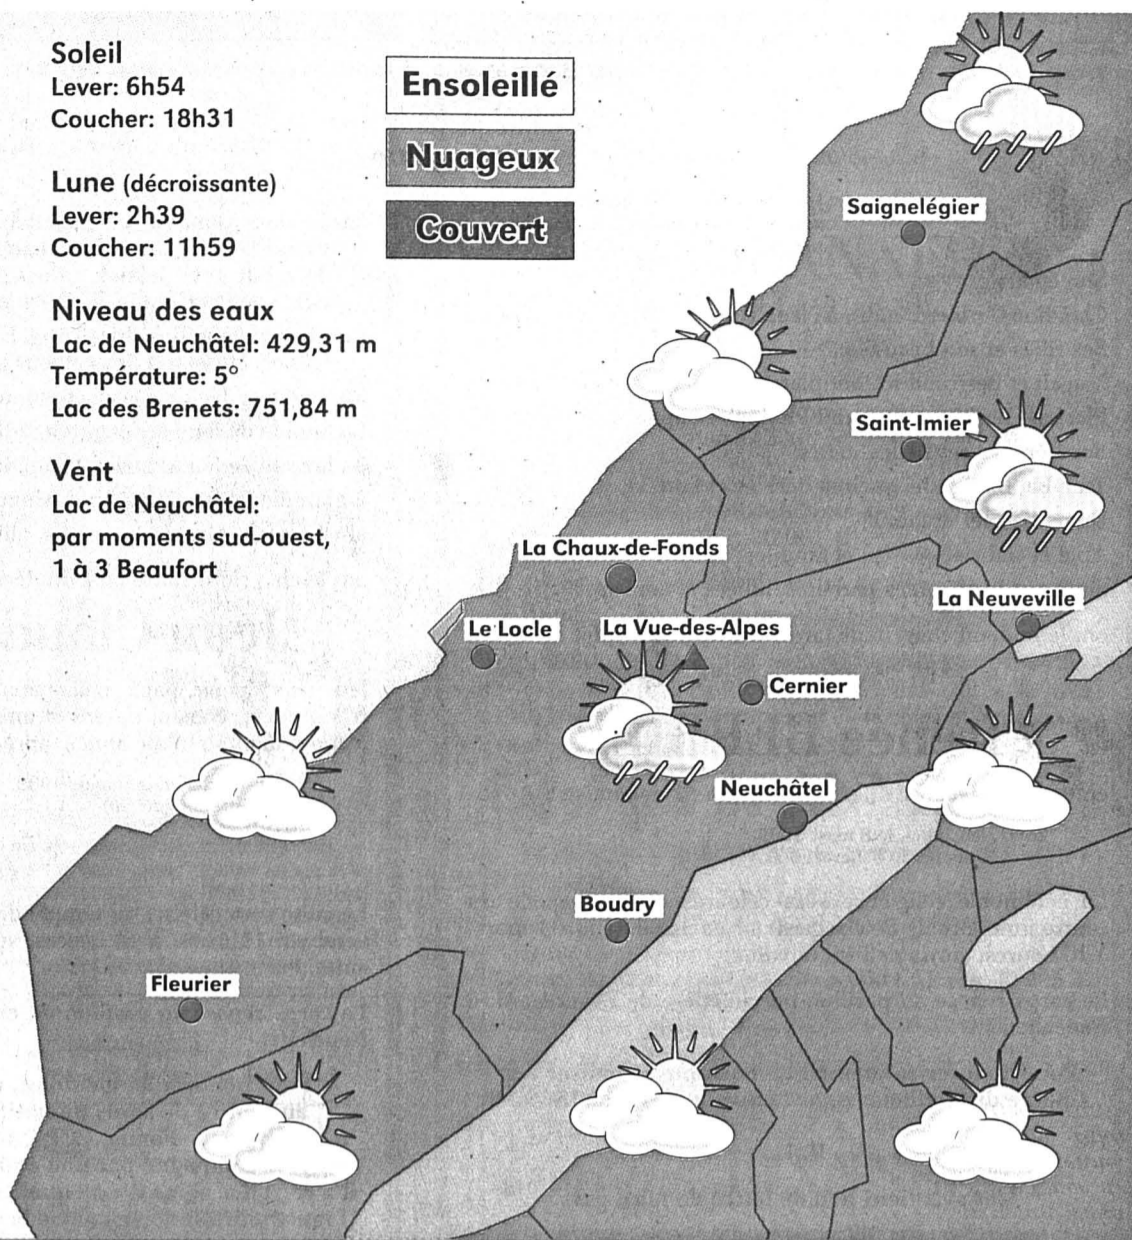 Soleil
Lever: 6h54
Coucher: 18h31
Lune (décroissante)
Lever: 2h39
Coucher: 11h59
Niveau des eaux
Lac de Neuchâtel: 429,31 m
Température: 5°
Lac des Brenets: 751,84 m
Vent
Lac de Neuchâtel:
par moments sud-ouest,
1 à 3 Beaufort
Ensoleillé
Nuageux
Couvert
Saignelégier
Saint-Imier
La Chaux-de-Fonds
La Neuveville
Le Locle
La Vue-des-Alpes
Cernier
Neuchâtel
Boudry
Fleurier